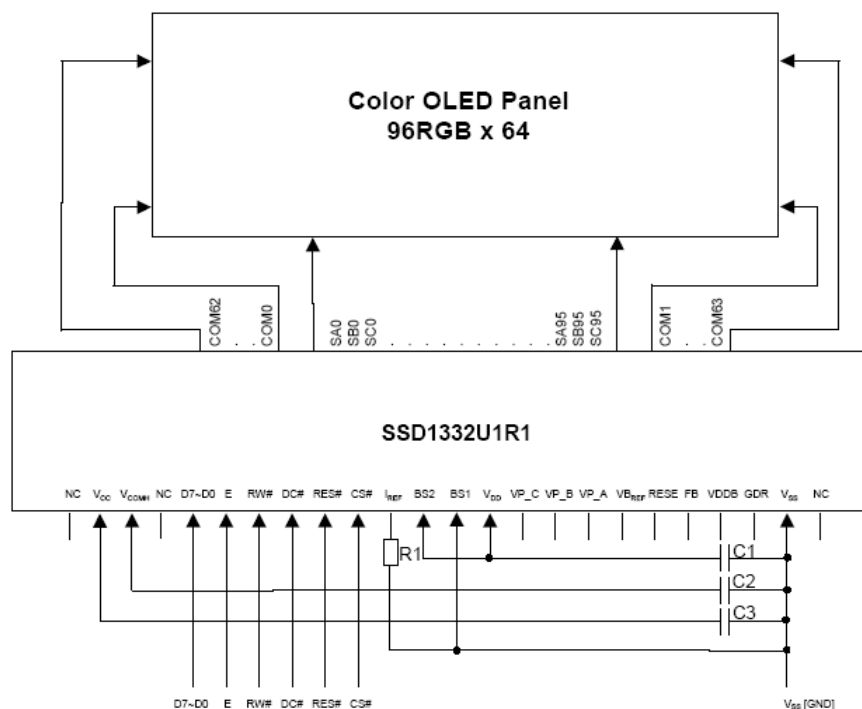 Color OLED Panel
96RGB x 64
COM62
. .
COM0
SA0
SB0
SC0
. . . . . . . . . . . .
SA95
SB95
SC95
COM1
. .
COM63
SSD1332U1R1
NC VCC VCOMH NC D7~D0 E RW# DC# RES# CS# IREF BS2 BS1 VDD VP_C VP_B VP_A VBREF RESE FB VDDB GDR VSS NC
R1
C1
C2
C3
D7~D0 E RW# DC# RES# CS# VSS [GND]